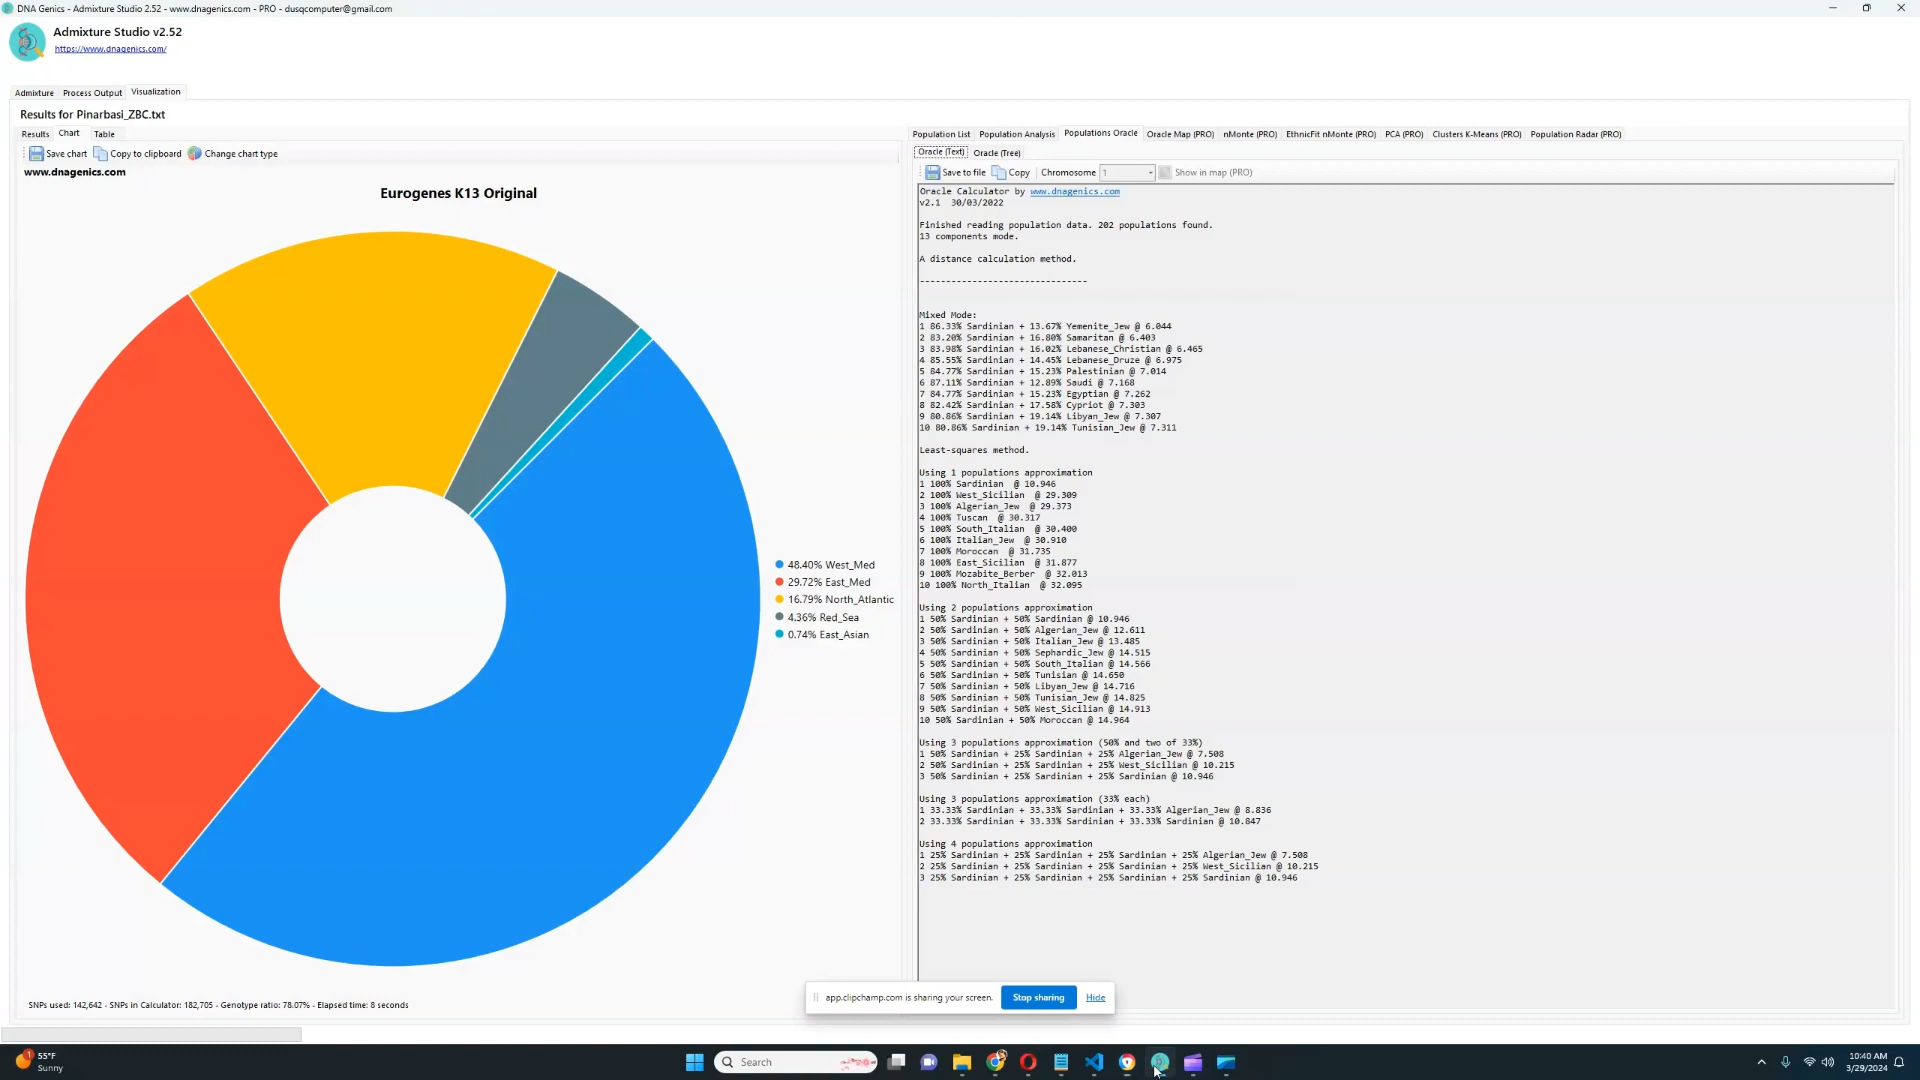 DNA Genics - Admixture Studio 2.52 - www.dnagenics.com - PRO - dusqcomputer@gmail.com
Admixture Studio v2.52
https://www.dnagenics.com/
Admixture Process Output Visualization
Results for Pinarbasi_ZBC.txt
Results Chart Table
Save chart Copy to clipboard Change chart type
www.dnagenics.com
Eurogenes K13 Original
48.40% West_Med
29.72% East_Med
16.79% North_Atlantic
4.36% Red_Sea
0.74% East_Asian
SNPs used: 142,642 - SNPs in Calculator: 182,705 - Genotype ratio: 78.07% - Elapsed time: 8 seconds
Population List Population Analysis Populations Oracle Oracle Map (PRO) nMonte (PRO) EthnicFit nMonte (PRO) PCA (PRO) Clusters K-Means (PRO) Population Radar (PRO)
Oracle (Text) Oracle (Tree)
Save to file Copy Chromosome 1 Show in map (PRO)
Oracle Calculator by www.dnagenics.com
v2.1 30/03/2022
Finished reading population data. 202 populations found.
13 components mode.
A distance calculation method.
--------------------------------
Mixed Mode:
1 86.33% Sardinian + 13.67% Yemenite_Jew @ 6.044
2 83.20% Sardinian + 16.80% Samaritan @ 6.403
3 83.98% Sardinian + 16.02% Lebanese_Christian @ 6.465
4 85.55% Sardinian + 14.45% Lebanese_Druze @ 6.975
5 84.77% Sardinian + 15.23% Palestinian @ 7.014
6 87.11% Sardinian + 12.89% Saudi @ 7.168
7 84.77% Sardinian + 15.23% Egyptian @ 7.262
8 82.42% Sardinian + 17.58% Cypriot @ 7.303
9 80.86% Sardinian + 19.14% Libyan_Jew @ 7.307
10 80.86% Sardinian + 19.14% Tunisian_Jew @ 7.311
Least-squares method.
Using 1 populations approximation
1 100% Sardinian @ 10.946
2 100% West_Sicilian @ 29.309
3 100% Algerian_Jew @ 29.373
4 100% Tuscan @ 30.317
5 100% South_Italian @ 30.400
6 100% Italian_Jew @ 30.910
7 100% Moroccan @ 31.735
8 100% East_Sicilian @ 31.877
9 100% Mozabite_Berber @ 32.013
10 100% North_Italian @ 32.095
Using 2 populations approximation
1 50% Sardinian + 50% Sardinian @ 10.946
2 50% Sardinian + 50% Algerian_Jew @ 12.611
3 50% Sardinian + 50% Italian_Jew @ 13.485
4 50% Sardinian + 50% Sephardic_Jew @ 14.515
5 50% Sardinian + 50% South_Italian @ 14.566
6 50% Sardinian + 50% Tunisian @ 14.650
7 50% Sardinian + 50% Libyan_Jew @ 14.716
8 50% Sardinian + 50% Tunisian_Jew @ 14.825
9 50% Sardinian + 50% West_Sicilian @ 14.913
10 50% Sardinian + 50% Moroccan @ 14.964
Using 3 populations approximation (50% and two of 33%)
1 50% Sardinian + 25% Sardinian + 25% Algerian_Jew @ 7.508
2 50% Sardinian + 25% Sardinian + 25% West_Sicilian @ 10.215
3 50% Sardinian + 25% Sardinian + 25% Sardinian @ 10.946
Using 3 populations approximation (33% each)
1 33.33% Sardinian + 33.33% Sardinian + 33.33% Algerian_Jew @ 8.836
2 33.33% Sardinian + 33.33% Sardinian + 33.33% Sardinian @ 10.847
Using 4 populations approximation
1 25% Sardinian + 25% Sardinian + 25% Sardinian + 25% Algerian_Jew @ 7.508
2 25% Sardinian + 25% Sardinian + 25% Sardinian + 25% West_Sicilian @ 10.215
3 25% Sardinian + 25% Sardinian + 25% Sardinian + 25% Sardinian @ 10.946
app.clipchamp.com is sharing your screen. Stop sharing Hide
1
55°F
Sunny
Search
10:40 AM
3/29/2024